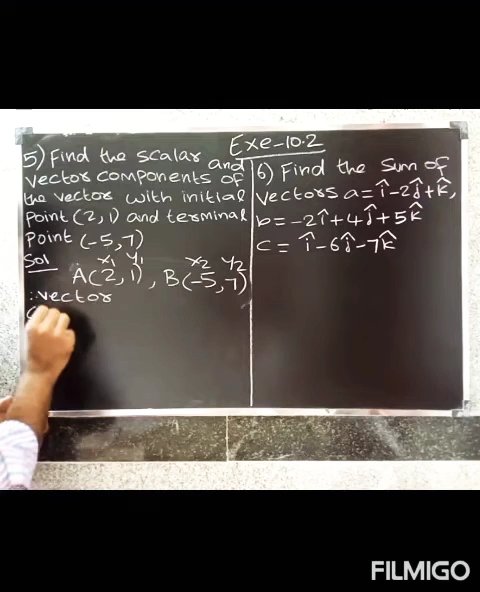 Exe-10.2
5) Find the scalar and
vector components of
the vector with initial
Point (2,1) and terminal
Point (-5,7)
Sol x₁ y₁ x₂ y₂
A(2,1), B(-5,7)
∴ vector
6) Find the Sum of
vectors a = î-2ĵ+k̂,
b = -2î+4ĵ+5k̂
c = î-6ĵ-7k̂
FILMIGO